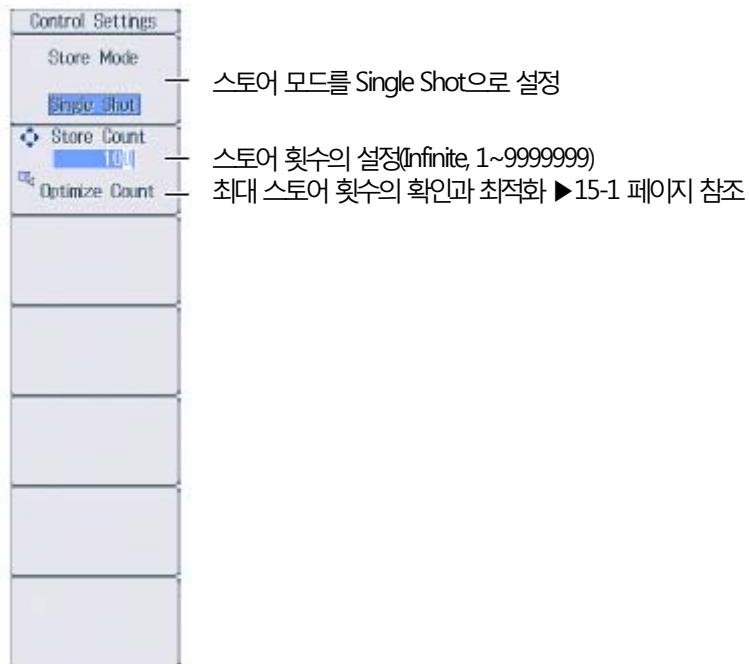 Control Settings
Store Mode
스토어 모드를 Single Shot으로 설정
Single Shot
Store Count
100
스토어 횟수의 설정(Infinite, 1~9999999)
Optimize Count
최대 스토어 횟수의 확인과 최적화 ▶15-1 페이지 참조